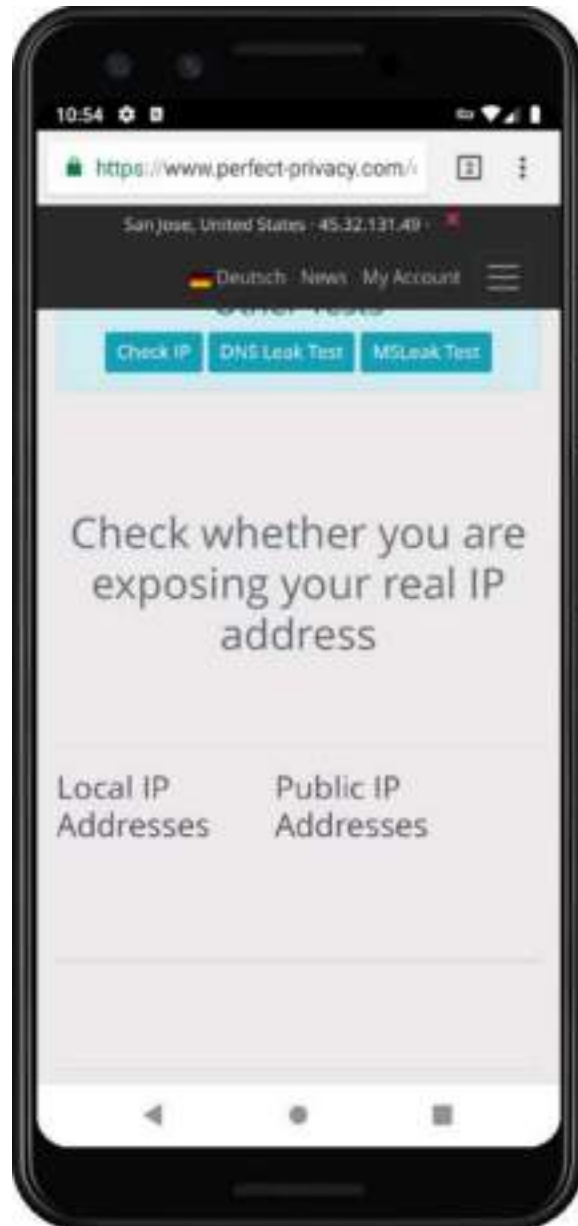 10:54
https://www.perfect-privacy.com/
San Jose, United States - 45.32.131.49 -
Deutsch News My Account
Other Tests
Check IP DNS Leak Test MSLeak Test
Check whether you are
exposing your real IP
address
Local IP Public IP
Addresses Addresses